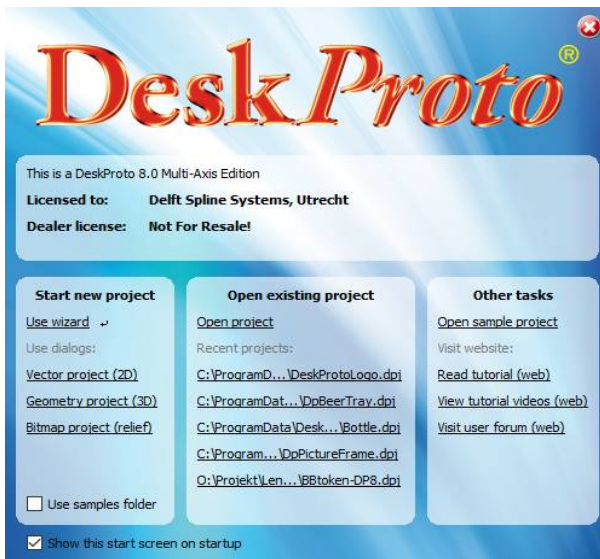 DeskProto®
This is a DeskProto 8.0 Multi-Axis Edition
Licensed to: Delft Spline Systems, Utrecht
Dealer license: Not For Resale!
Start new project
Use wizard ↵
Use dialogs:
Vector project (2D)
Geometry project (3D)
Bitmap project (relief)
Use samples folder
Open existing project
Open project
Recent projects:
C:\ProgramD...\DeskProtoLogo.dpj
C:\ProgramDat...\DpBeerTray.dpj
C:\ProgramData\Desk...\Bottle.dpj
C:\Program...\DpPictureFrame.dpj
O:\Projekt\Len...\BBtoken-DP8.dpj
Other tasks
Open sample project
Visit website:
Read tutorial (web)
View tutorial videos (web)
Visit user forum (web)
Show this start screen on startup